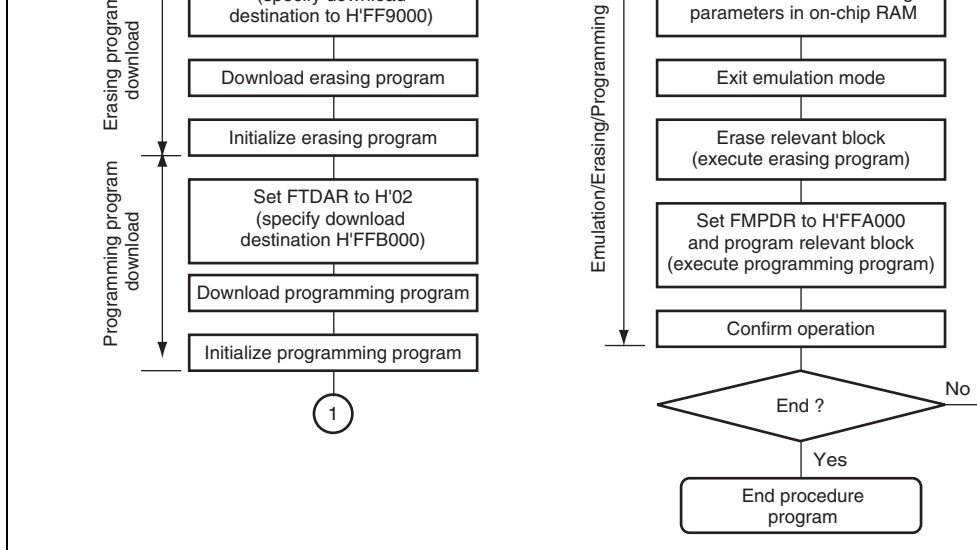 destination to H'FF9000)
Download erasing program
Initialize erasing program
Erasing program
download
Set FTDAR to H'02
(specify download
destination H'FFB000)
Download programming program
Initialize programming program
Programming program
download
1
parameters in on-chip RAM
Exit emulation mode
Erase relevant block
(execute erasing program)
Set FMPDR to H'FFA000
and program relevant block
(execute programming program)
Confirm operation
Emulation/Erasing/Programming
End ?
No
Yes
End procedure
program